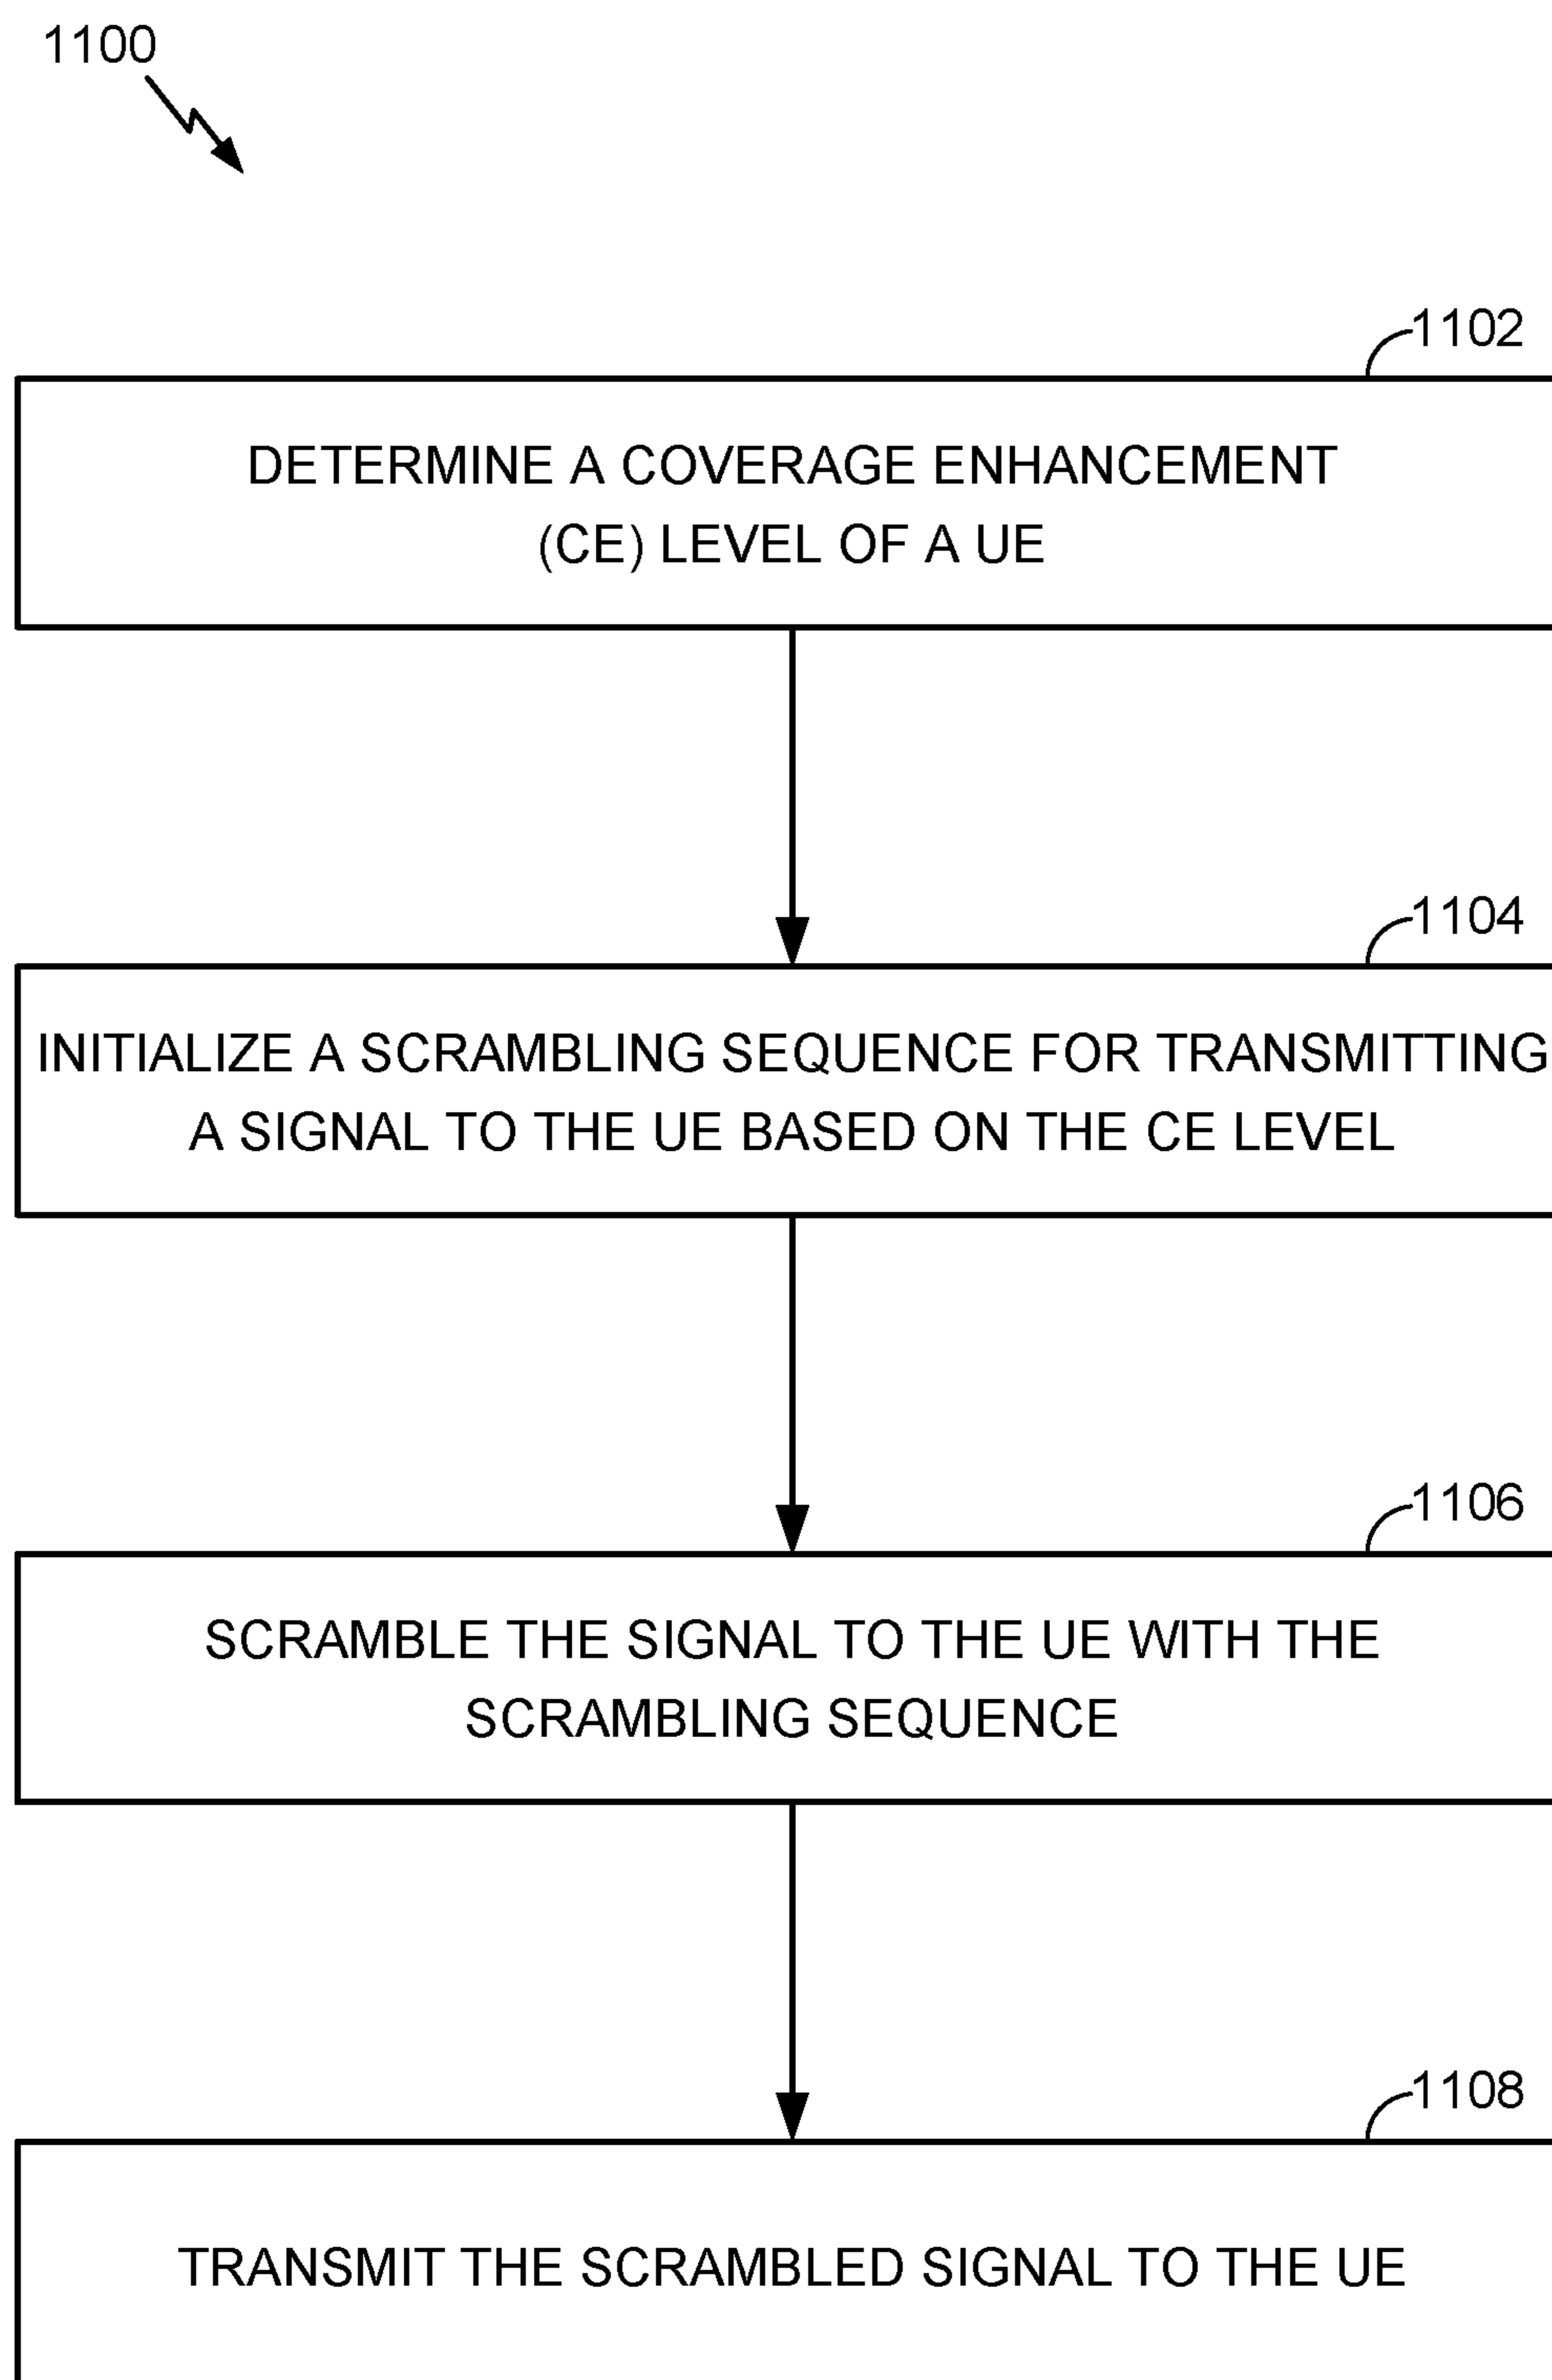 1100
1102
DETERMINE A COVERAGE ENHANCEMENT
(CE) LEVEL OF A UE
1104
INITIALIZE A SCRAMBLING SEQUENCE FOR TRANSMITTING
A SIGNAL TO THE UE BASED ON THE CE LEVEL
1106
SCRAMBLE THE SIGNAL TO THE UE WITH THE
SCRAMBLING SEQUENCE
1108
TRANSMIT THE SCRAMBLED SIGNAL TO THE UE